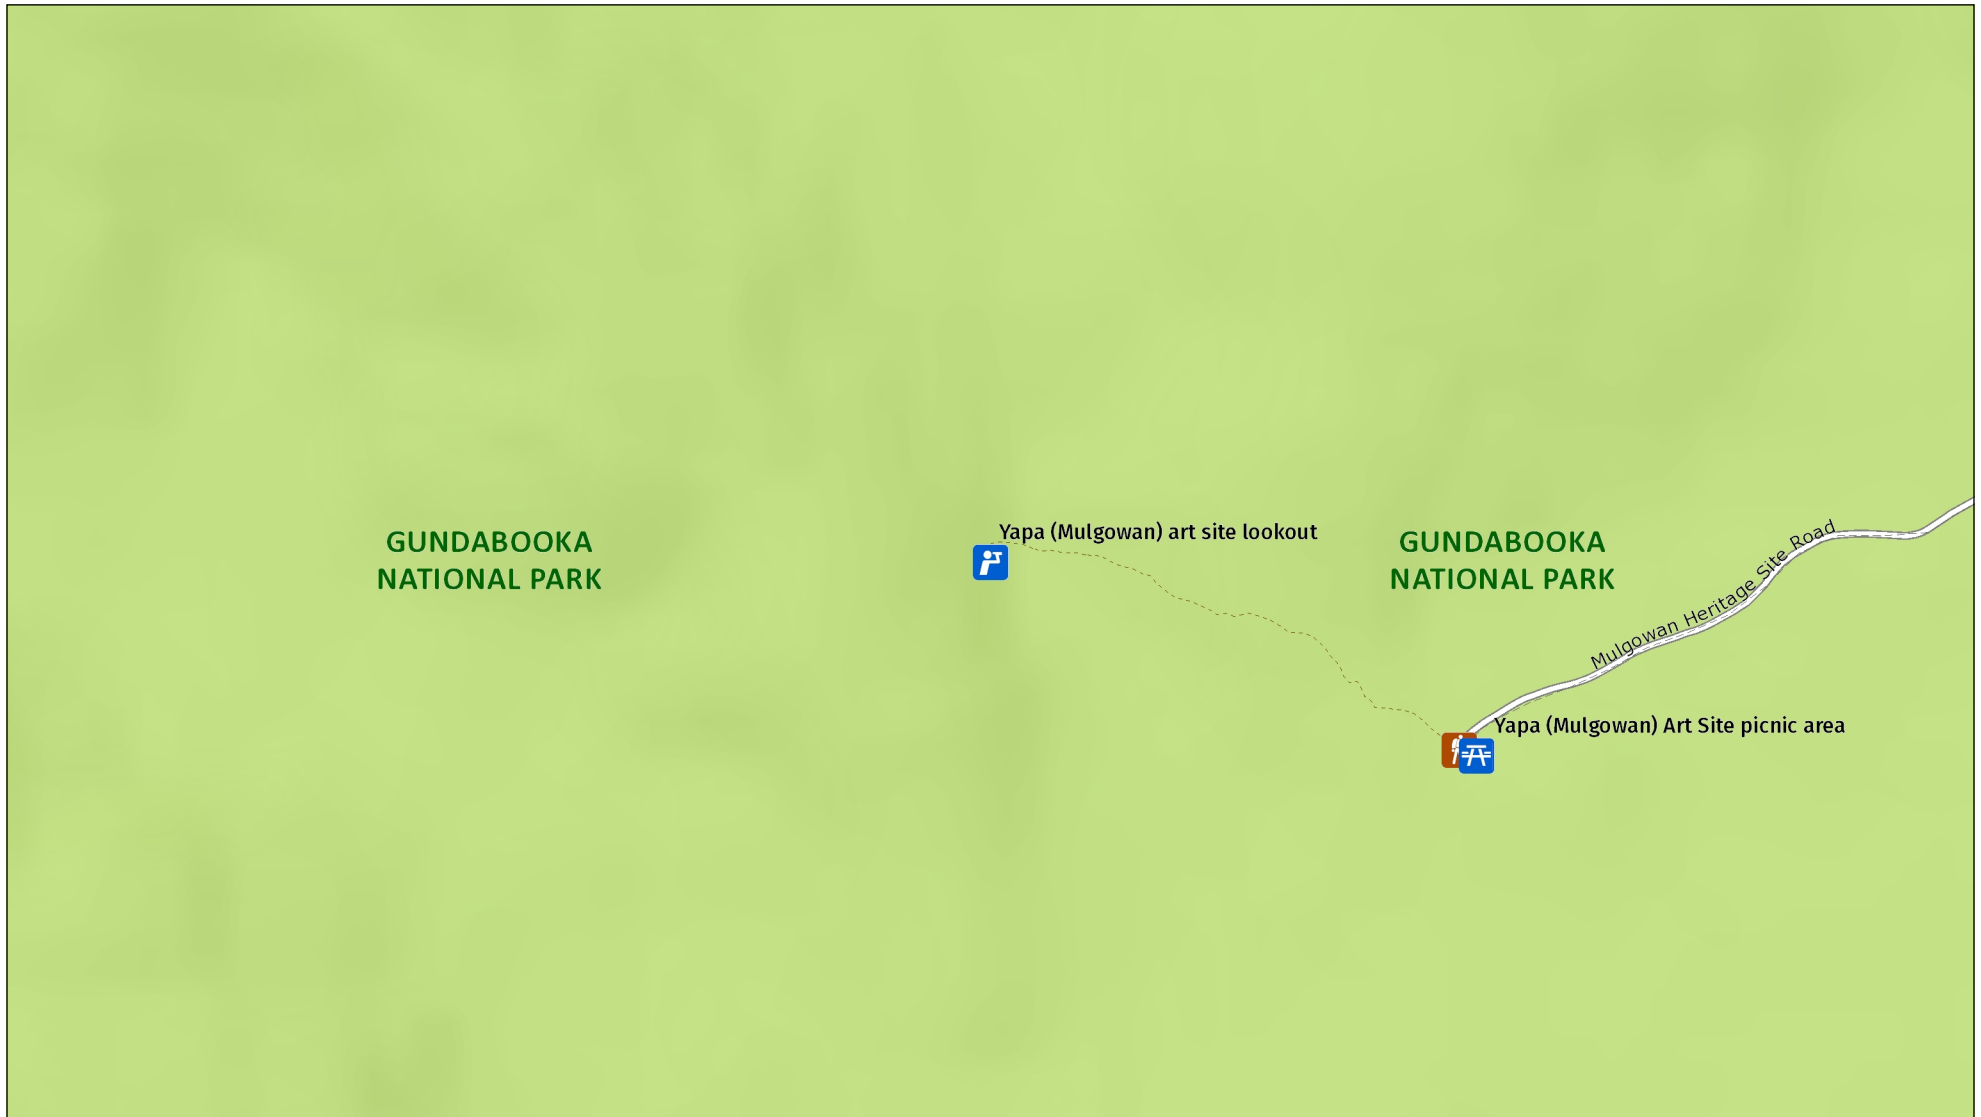 Yapa (Mulgowan) art site lookout
GUNDABOOKA
NATIONAL PARK
GUNDABOOKA
NATIONAL PARK
Mulgowan Heritage Site Road
Yapa (Mulgowan) Art Site picnic area